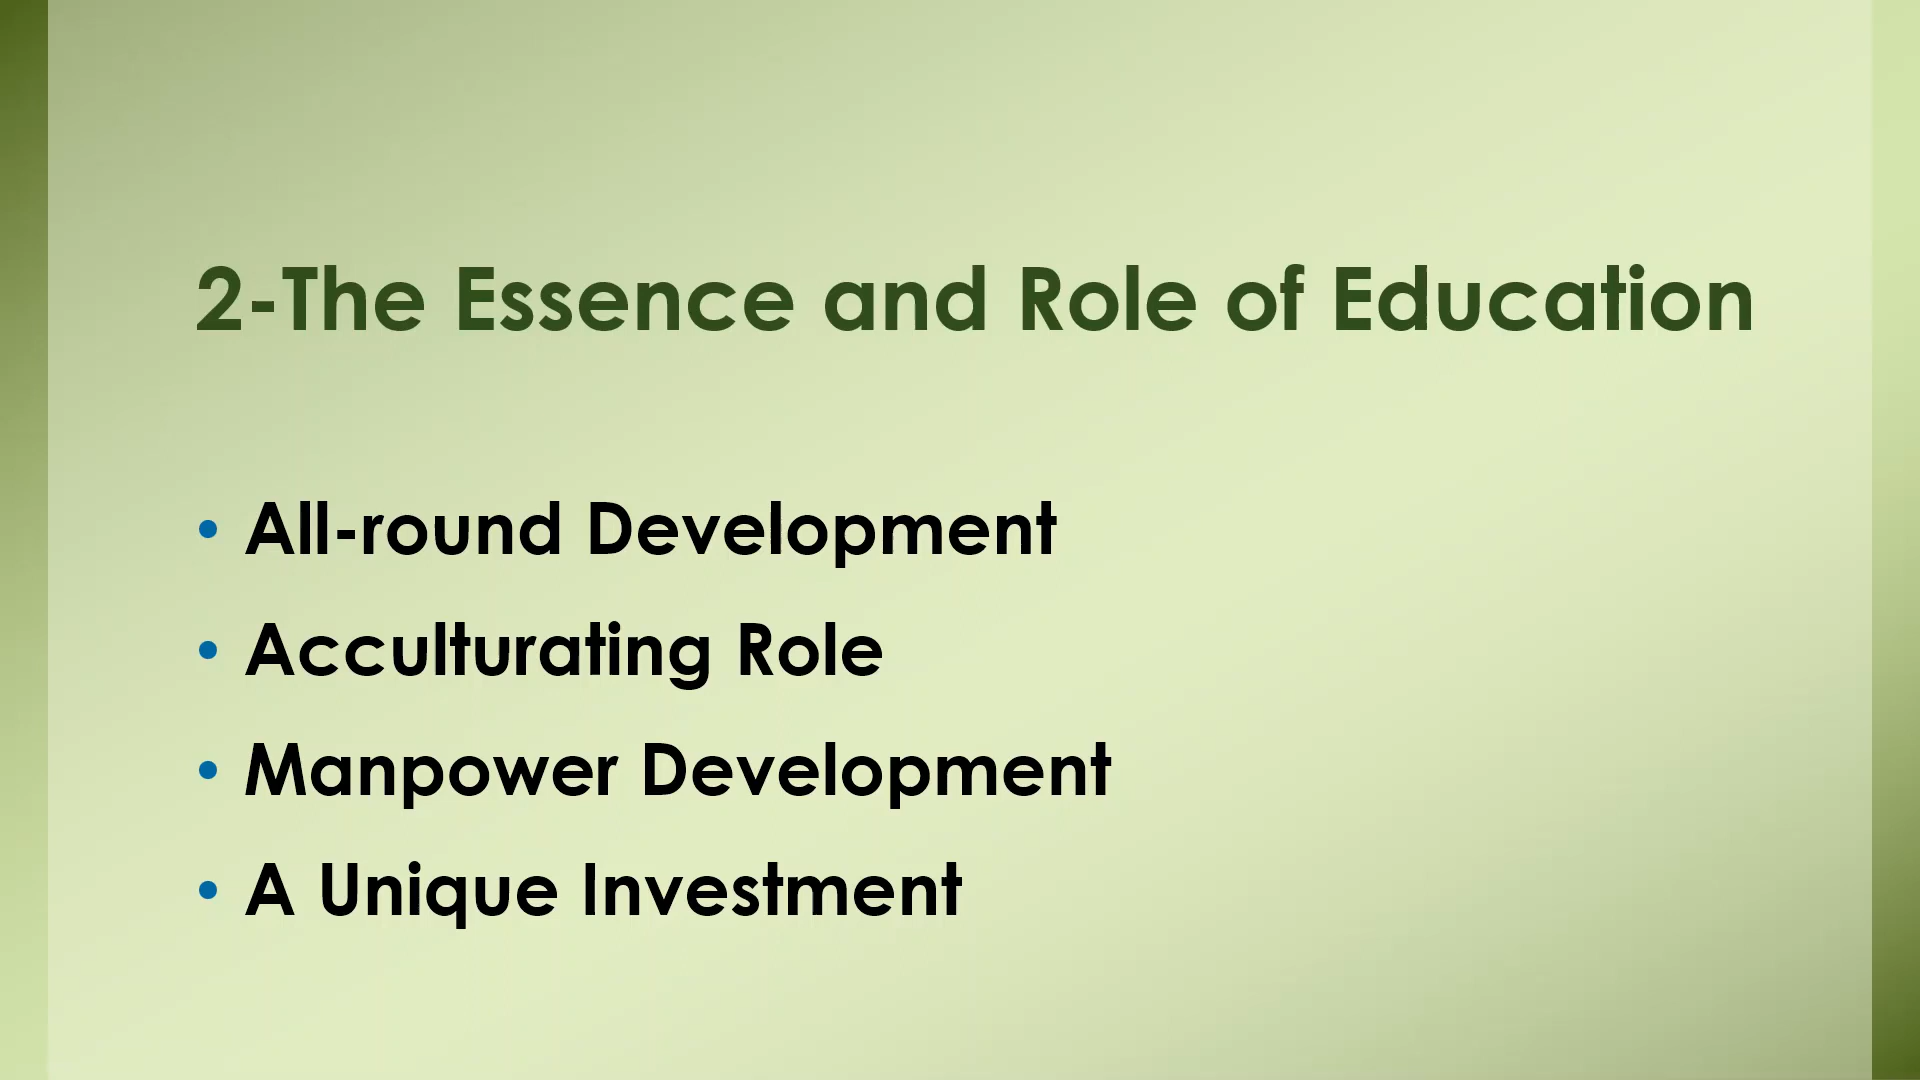 2-The Essence and Role of Education
• All-round Development
• Acculturating Role
• Manpower Development
• A Unique Investment